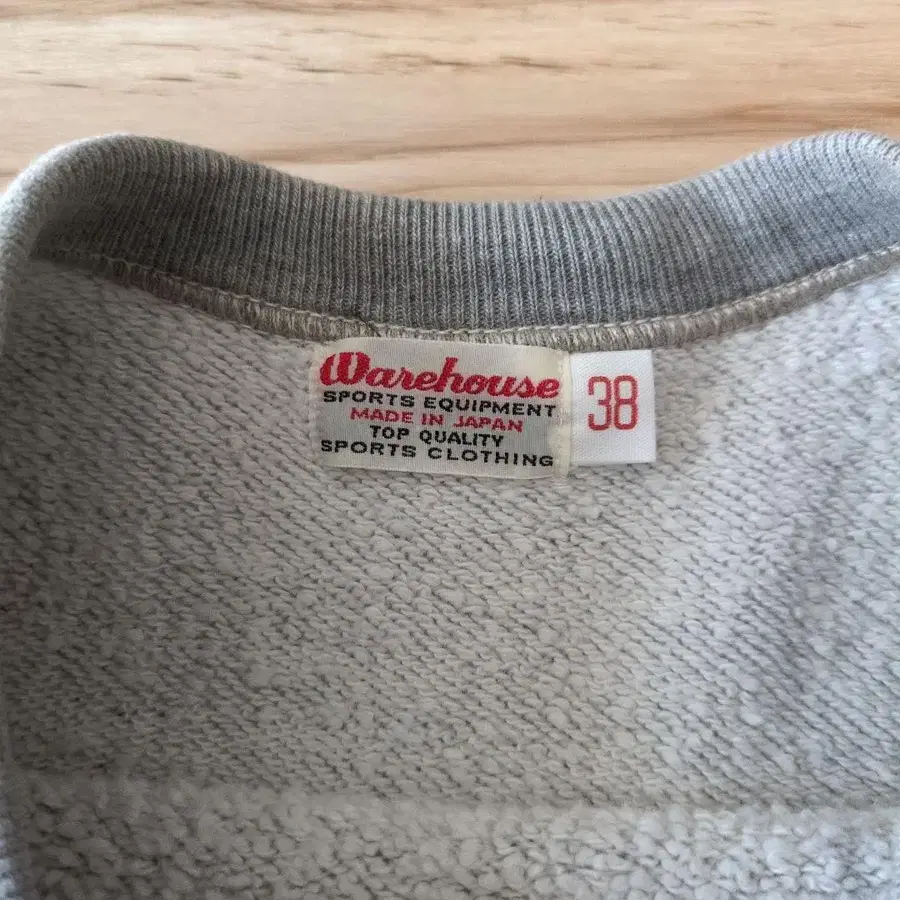 Warehouse
SPORTS EQUIPMENT
MADE IN JAPAN
TOP QUALITY
SPORTS CLOTHING
38